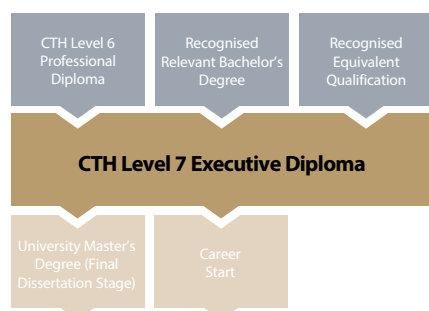 CTH Level 6
Professional
Diploma
Recognised
Relevant Bachelor's
Degree
Recognised
Equivalent
Qualification
CTH Level 7 Executive Diploma
University Master's
Degree (Final
Dissertation Stage)
Career
Start